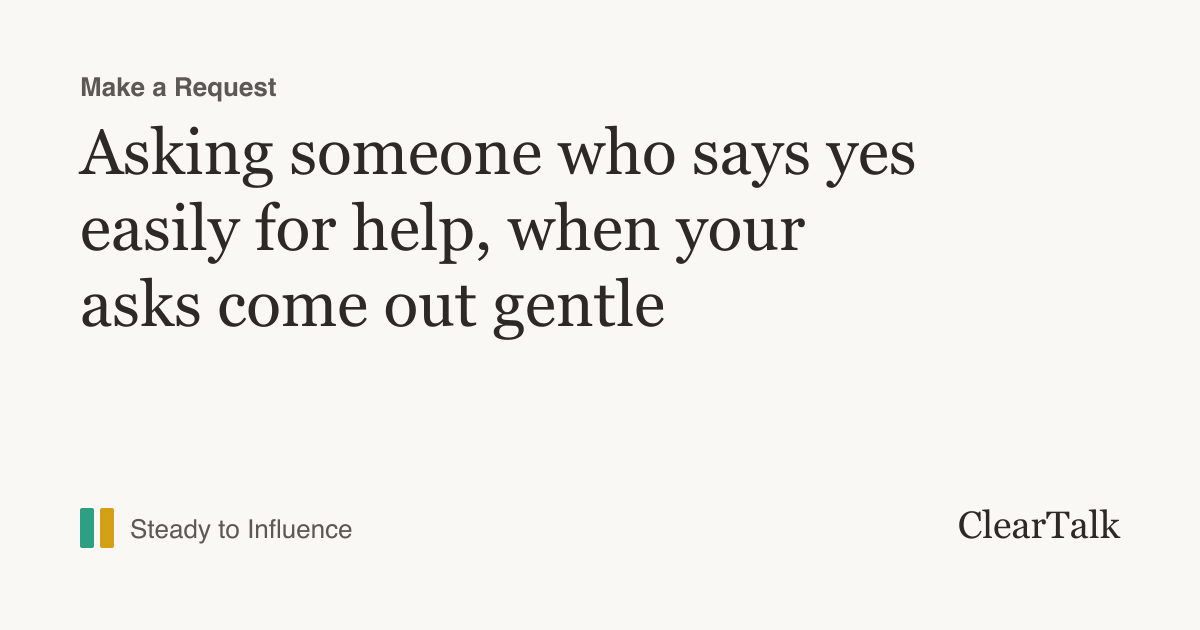 Make a Request
Asking someone who says yes
easily for help, when your
asks come out gentle
Steady to Influence
ClearTalk